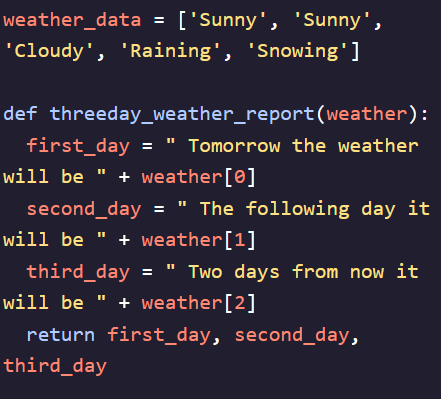 weather_data = ['Sunny', 'Sunny',
'Cloudy', 'Raining', 'Snowing']

def threeday_weather_report(weather):
  first_day = " Tomorrow the weather
will be " + weather[0]
  second_day = " The following day it
will be " + weather[1]
  third_day = " Two days from now it
will be " + weather[2]
  return first_day, second_day,
third_day